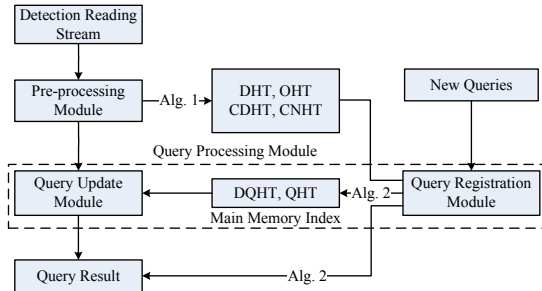 Detection Reading
Stream
Pre-processing
Module
Alg. 1
DHT, OHT
CDHT, CNHT
New Queries
Query Processing Module
Query Update
Module
DQHT, QHT
Alg. 2
Query Registration
Module
Main Memory Index
Query Result
Alg. 2